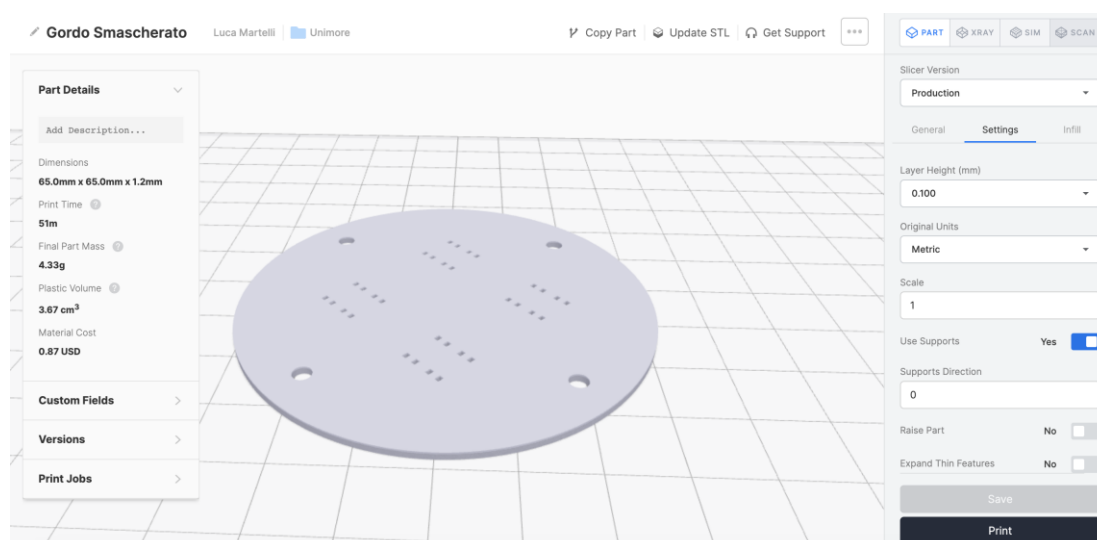 Gordo Smascherato
Luca Martelli
Unimore
Copy Part
Update STL
Get Support
PART
XRAY
SIM
SCAN
Part Details
Add Description...
Dimensions
65.0mm x 65.0mm x 1.2mm
Print Time ?
51m
Final Part Mass ?
4.33g
Plastic Volume ?
3.67 cm³
Material Cost
0.87 USD
Custom Fields
Versions
Print Jobs
Slicer Version
Production
General Settings Infill
Layer Height (mm)
0.100
Original Units
Metric
Scale
1
Use Supports Yes
Supports Direction
0
Raise Part No
Expand Thin Features No
Save
Print